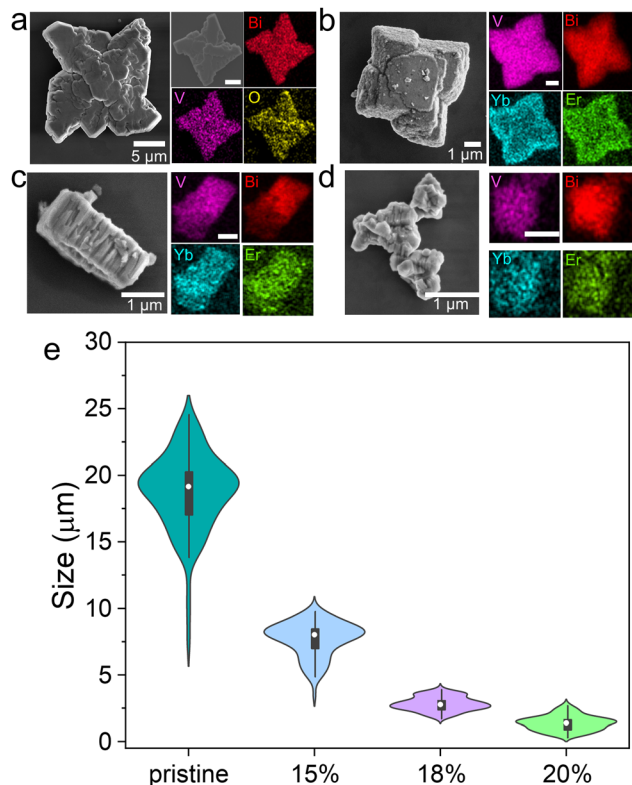 a
Bi
V
O
5 μm
b
V
Bi
Yb
Er
1 μm
c
V
Bi
Yb
Er
1 μm
d
V
Bi
Yb
Er
1 μm
e
Size (μm)
30
25
20
15
10
5
0
pristine 15% 18% 20%